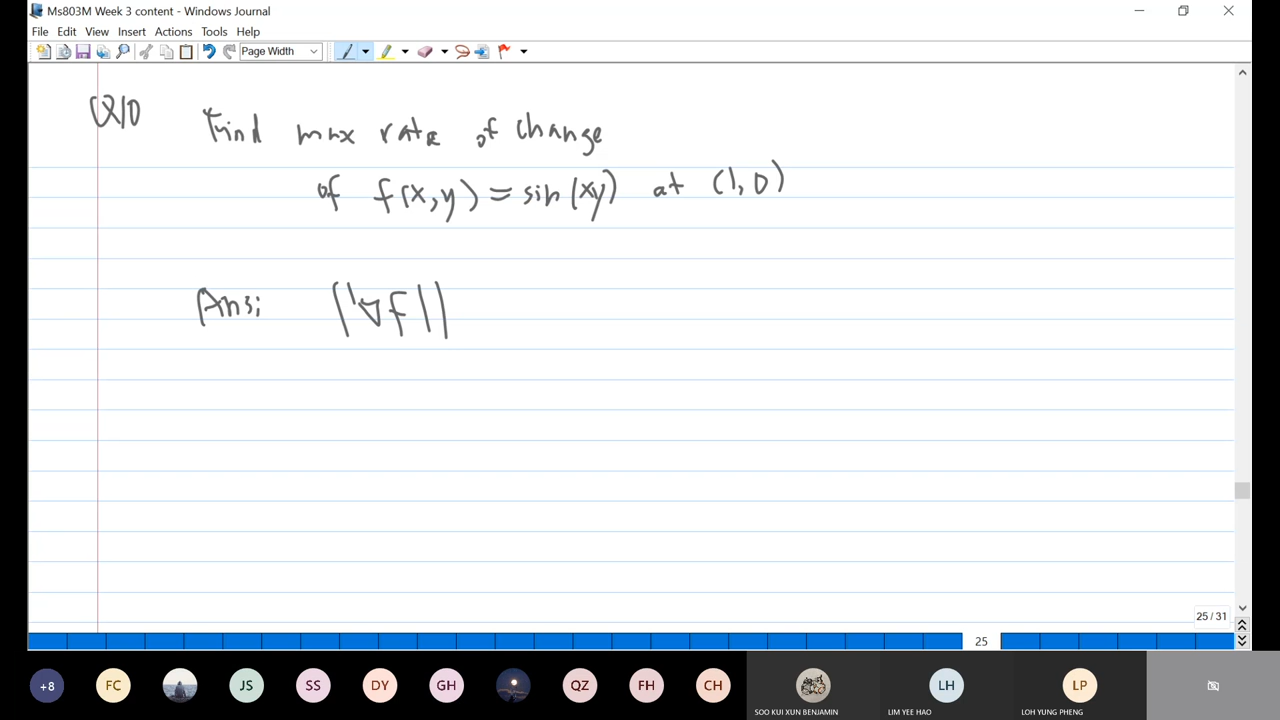 Ms803M Week 3 content - Windows Journal
File Edit View Insert Actions Tools Help
Page Width
Q10 Find max rate of change
of f(x,y) = sin(xy) at (1,0)
Ans: ||∇f||
25 / 31
25
+8 FC JS SS DY GH QZ FH CH LH LP
SOO KUI XUN BENJAMIN LIM YEE HAO LOH YUNG PHENG